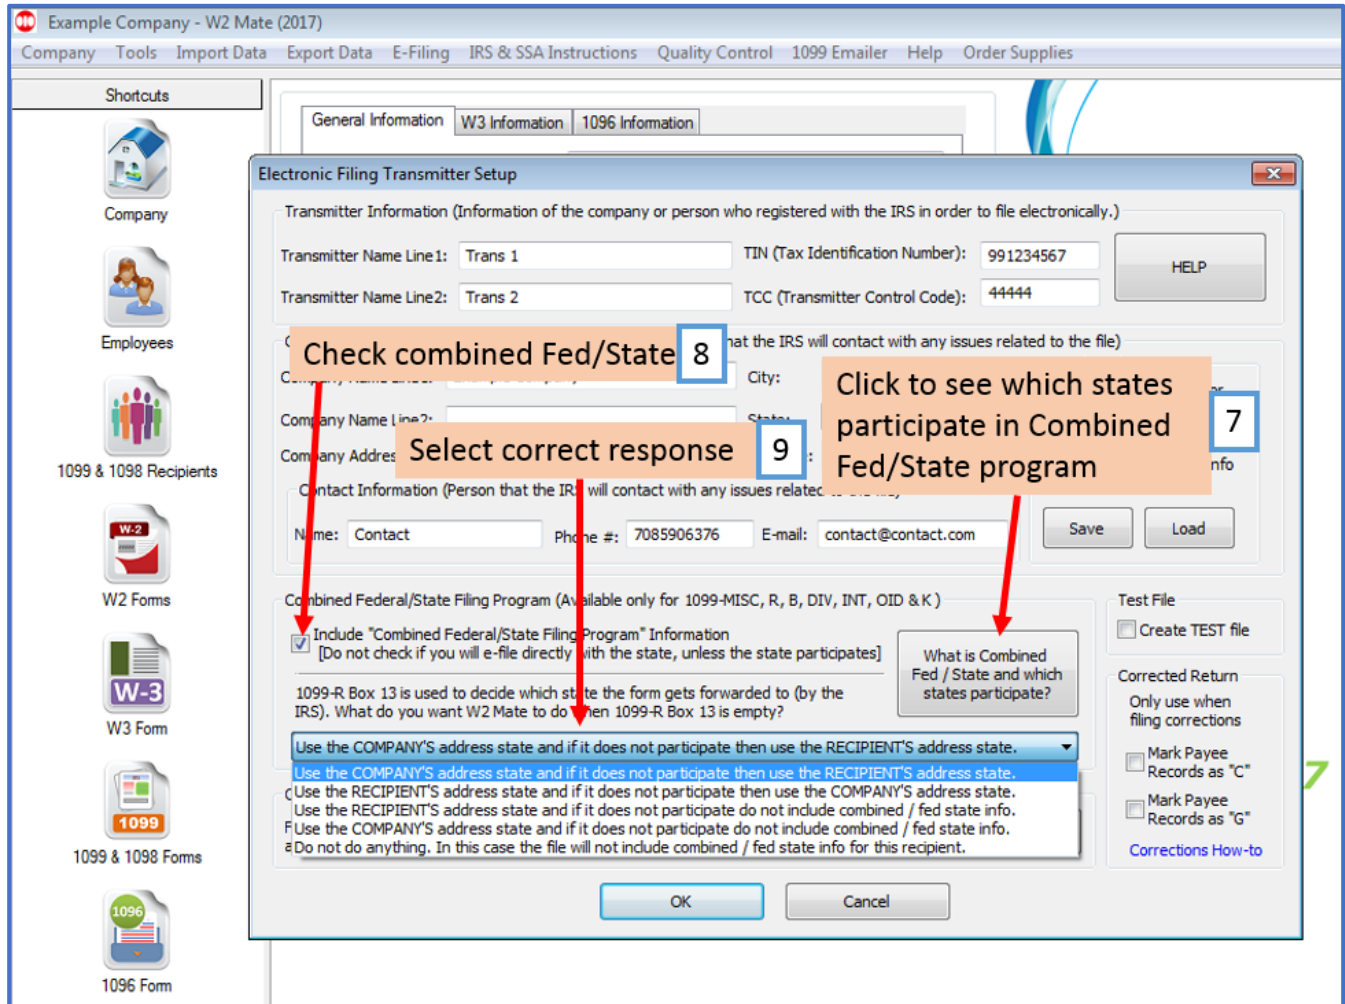 Example Company - W2 Mate (2017)
Company Tools Import Data Export Data E-Filing IRS & SSA Instructions Quality Control 1099 Emailer Help Order Supplies
Shortcuts
Company
Employees
1099 & 1098 Recipients
W-2
W2 Forms
W-3
W3 Form
1099
1099 & 1098 Forms
1096
1096 Form
General Information W3 Information 1096 Information
Electronic Filing Transmitter Setup
Transmitter Information (Information of the company or person who registered with the IRS in order to file electronically.)
Transmitter Name Line1: Trans 1 TIN (Tax Identification Number): 991234567
HELP
Transmitter Name Line2: Trans 2 TCC (Transmitter Control Code): 44444
Check combined Fed/State 8
at the IRS will contact with any issues related to the file)
City:
Click to see which states
participate in Combined
Fed/State program
7
Company Name Line2:
Select correct response 9
Company Addres
nfo
Contact Information (Person that the IRS will contact with any issues related
Name: Contact Phone #: 7085906376 E-mail: contact@contact.com
Save Load
Combined Federal/State Filing Program (Available only for 1099-MISC, R, B, DIV, INT, OID & K )
Include "Combined Federal/State Filing Program" Information
[Do not check if you will e-file directly with the state, unless the state participates]
What is Combined
Fed / State and which
states participate?
1099-R Box 13 is used to decide which state the form gets forwarded to (by the
IRS). What do you want W2 Mate to do when 1099-R Box 13 is empty?
Use the COMPANY'S address state and if it does not participate then use the RECIPIENT'S address state.
Use the COMPANY'S address state and if it does not participate then use the RECIPIENT'S address state.
Use the RECIPIENT'S address state and if it does not participate then use the COMPANY'S address state.
Use the RECIPIENT'S address state and if it does not participate do not include combined / fed state info.
Use the COMPANY'S address state and if it does not participate do not include combined / fed state info.
Do not do anything. In this case the file will not include combined / fed state info for this recipient.
Test File
Create TEST file
Corrected Return
Only use when
filing corrections
Mark Payee
Records as "C"
Mark Payee
Records as "G"
Corrections How-to
7
OK Cancel